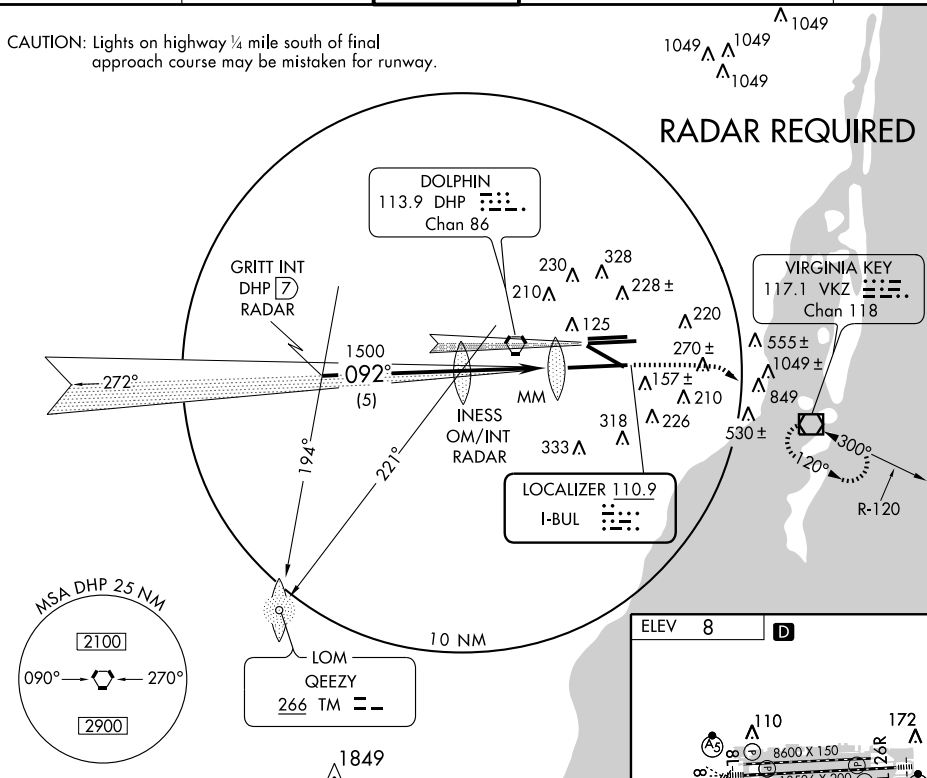 CAUTION: Lights on highway ¼ mile south of final
approach course may be mistaken for runway.
1049
1049
1049
1049
RADAR REQUIRED
DOLPHIN
113.9 DHP
Chan 86
GRITT INT
DHP 7
RADAR
230
328
210
228 ±
VIRGINIA KEY
117.1 VKZ
Chan 118
125
220
1500
092°
(5)
272°
270 ±
555 ±
1049 ±
157 ±
210
849
MM
INESS
OM/INT
RADAR
318
226
530 ±
333
194°
221°
300°
120°
R-120
LOCALIZER 110.9
I-BUL
MSA DHP 25 NM
2100
090°
270°
2900
10 NM
LOM
QEEZY
266 TM
1849
ELEV 8
D
110
172
A5
P
8600 X 150
P
26R